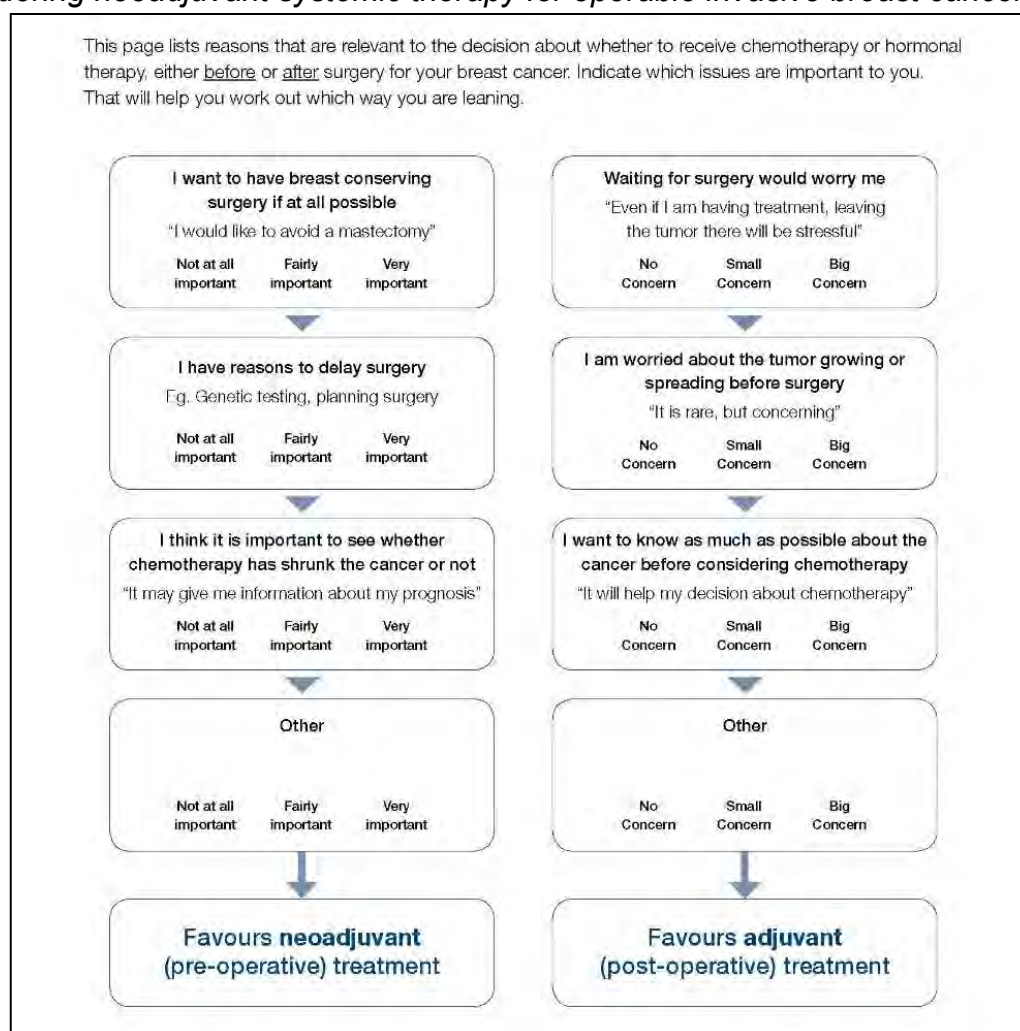 neoadjuvant systemic therapy for operable invasive breast cancer
This page lists reasons that are relevant to the decision about whether to receive chemotherapy or hormonal
therapy, either before or after surgery for your breast cancer. Indicate which issues are important to you.
That will help you work out which way you are leaning.
I want to have breast conserving
surgery if at all possible
"I would like to avoid a mastectomy"
Not at all Fairly Very
important important important
I have reasons to delay surgery
Eg. Genetic testing, planning surgery
Not at all Fairly Very
important important important
I think it is important to see whether
chemotherapy has shrunk the cancer or not
"It may give me information about my prognosis"
Not at all Fairly Very
important important important
Other
Not at all Fairly Very
important important important
Favours neoadjuvant
(pre-operative) treatment
Waiting for surgery would worry me
"Even if I am having treatment, leaving
the tumor there will be stressful"
No Small Big
Concern Concern Concern
I am worried about the tumor growing or
spreading before surgery
"It is rare, but concerning"
No Small Big
Concern Concern Concern
I want to know as much as possible about the
cancer before considering chemotherapy
"It will help my decision about chemotherapy"
No Small Big
Concern Concern Concern
Other
No Small Big
Concern Concern Concern
Favours adjuvant
(post-operative) treatment